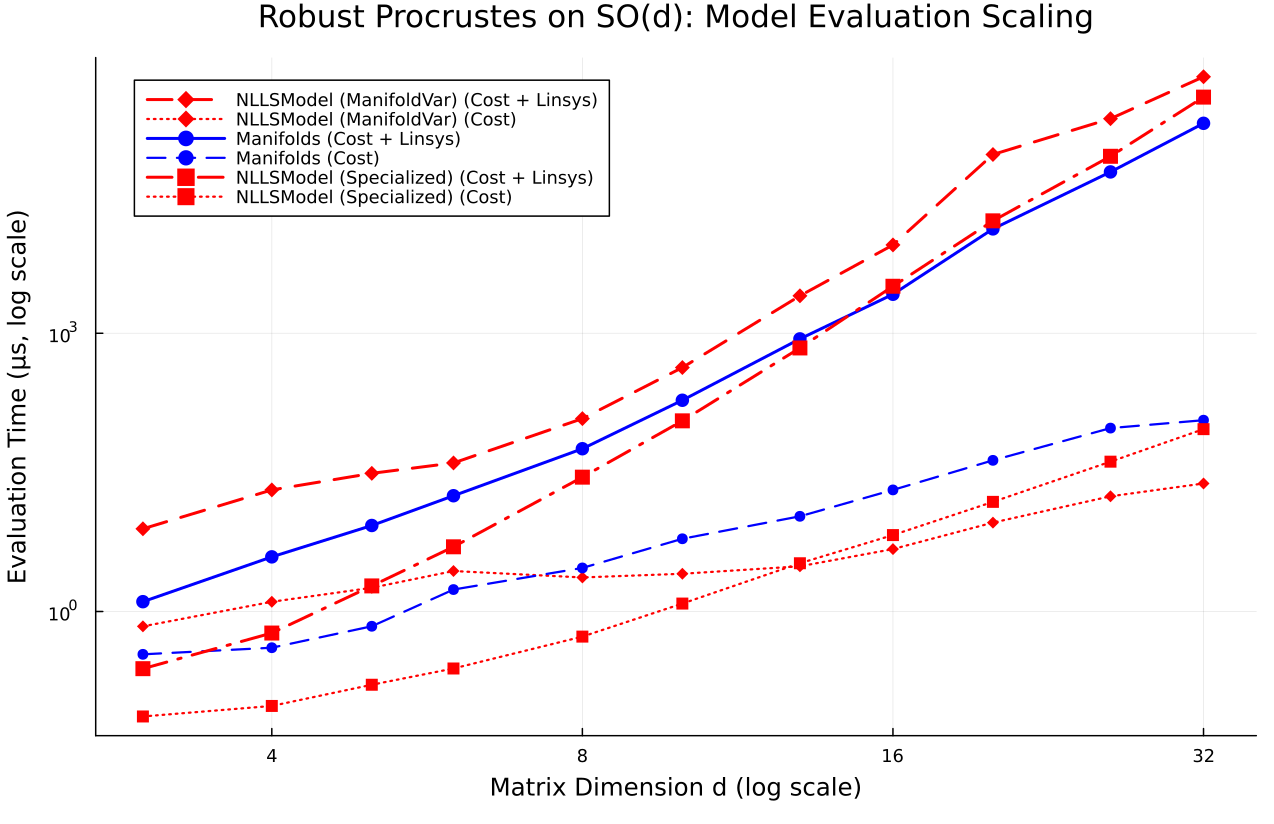 Robust Procrustes on SO(d): Model Evaluation Scaling
NLLSModel (ManifoldVar) (Cost + Linsys)
NLLSModel (ManifoldVar) (Cost)
Manifolds (Cost + Linsys)
Manifolds (Cost)
NLLSModel (Specialized) (Cost + Linsys)
NLLSModel (Specialized) (Cost)
Evaluation Time (μs, log scale)
10³
10⁰
4 8 16 32
Matrix Dimension d (log scale)